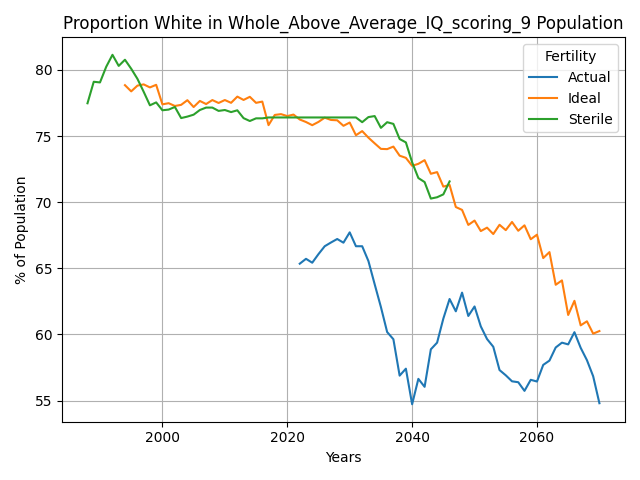 Proportion White in Whole_Above_Average_IQ_scoring_9 Population
Fertility
Actual
Ideal
Sterile
% of Population
80
75
70
65
60
55
2000
2020
2040
2060
Years